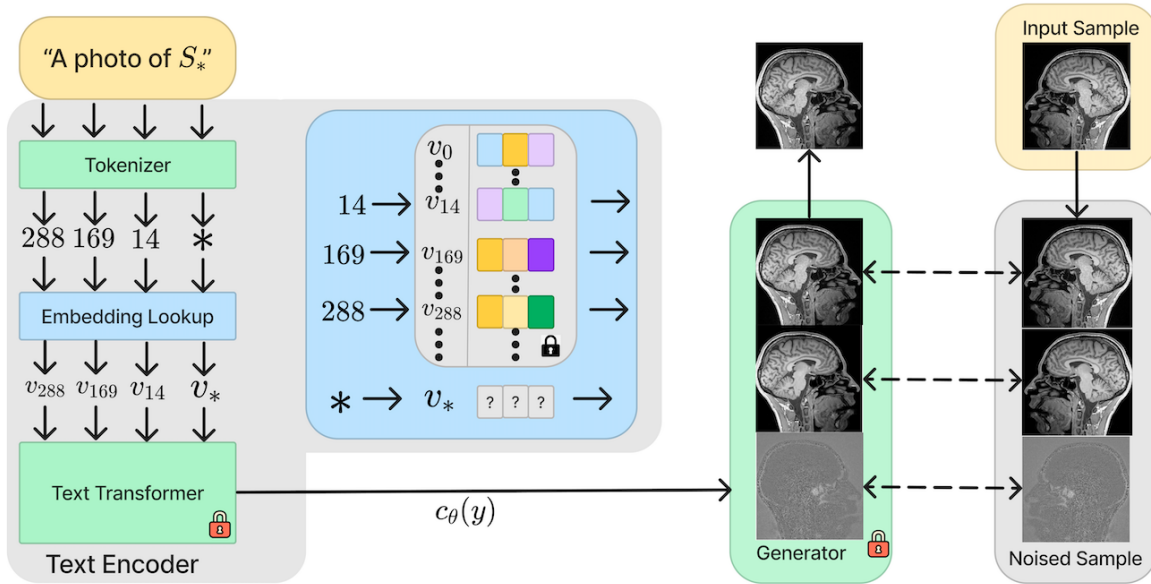 “A photo of S*”
Tokenizer
288 169 14 *
Embedding Lookup
v288 v169 v14 v*
Text Transformer
Text Encoder
v0
14 v14
169 v169
288 v288
* v* ? ? ?
cθ(y)
Generator
Input Sample
Noised Sample